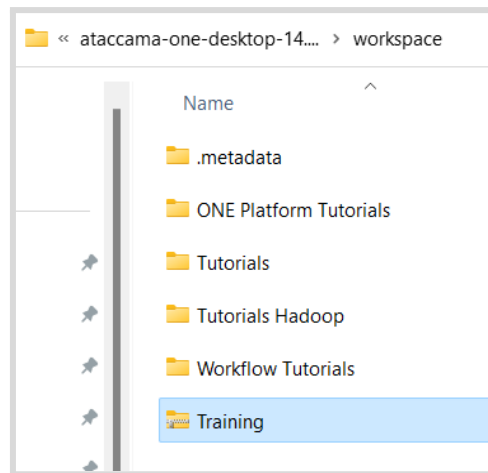 « ataccama-one-desktop-14.... > workspace
Name
.metadata
ONE Platform Tutorials
Tutorials
Tutorials Hadoop
Workflow Tutorials
Training